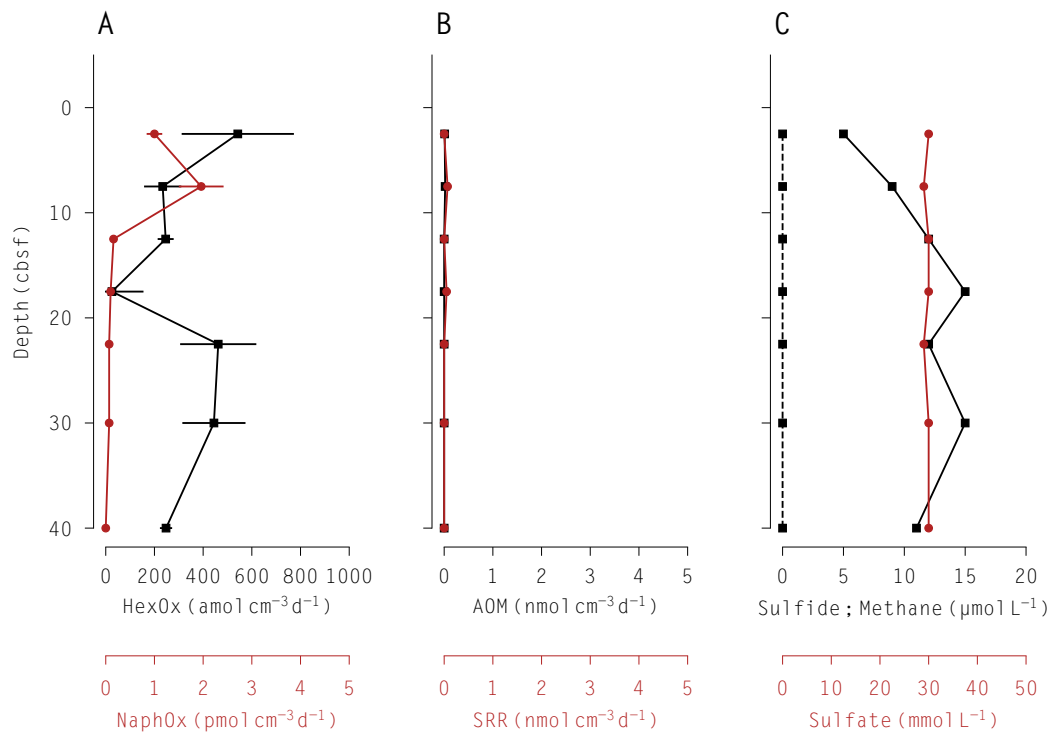 A B C
0
10
20
30
40
Depth (cbsf)
0 200 400 600 800 1000
HexOx (amol cm⁻³ d⁻¹)
0 1 2 3 4 5
NaphOx (pmol cm⁻³ d⁻¹)
0 1 2 3 4 5
AOM (nmol cm⁻³ d⁻¹)
0 1 2 3 4 5
SRR (nmol cm⁻³ d⁻¹)
0 5 10 15 20
Sulfide ; Methane (µmol L⁻¹)
0 10 20 30 40 50
Sulfate (mmol L⁻¹)